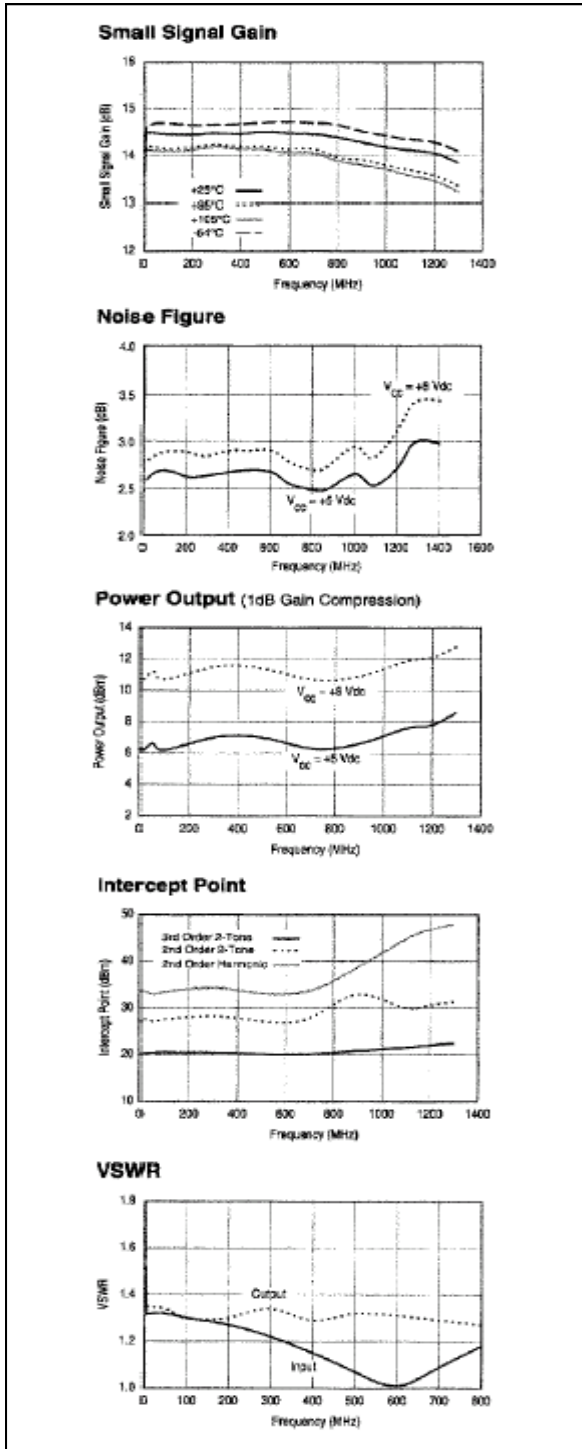 Small Signal Gain
16
15
14
13
12
Small Signal Gain (dB)
+25°C
+85°C
+105°C
-54°C
0 200 400 600 800 1000 1200 1400
Frequency (MHz)
Noise Figure
4.0
3.5
3.0
2.5
2.0
Noise Figure (dB)
VCC = +8 Vdc
VCC = +5 Vdc
0 200 400 600 800 1000 1200 1400 1600
Frequency (MHz)
Power Output (1dB Gain Compression)
14
12
10
8
6
4
2
Power Output (dBm)
VCC = +8 Vdc
VCC = +5 Vdc
0 200 400 600 800 1000 1200 1400
Frequency (MHz)
Intercept Point
50
40
30
20
10
Intercept Point (dBm)
3rd Order 2-Tone
2nd Order 2-Tone
2nd Order Harmonic
0 200 400 600 800 1000 1200 1400
Frequency (MHz)
VSWR
1.8
1.6
1.4
1.2
1.0
VSWR
Output
Input
0 100 200 300 400 500 600 700 800
Frequency (MHz)